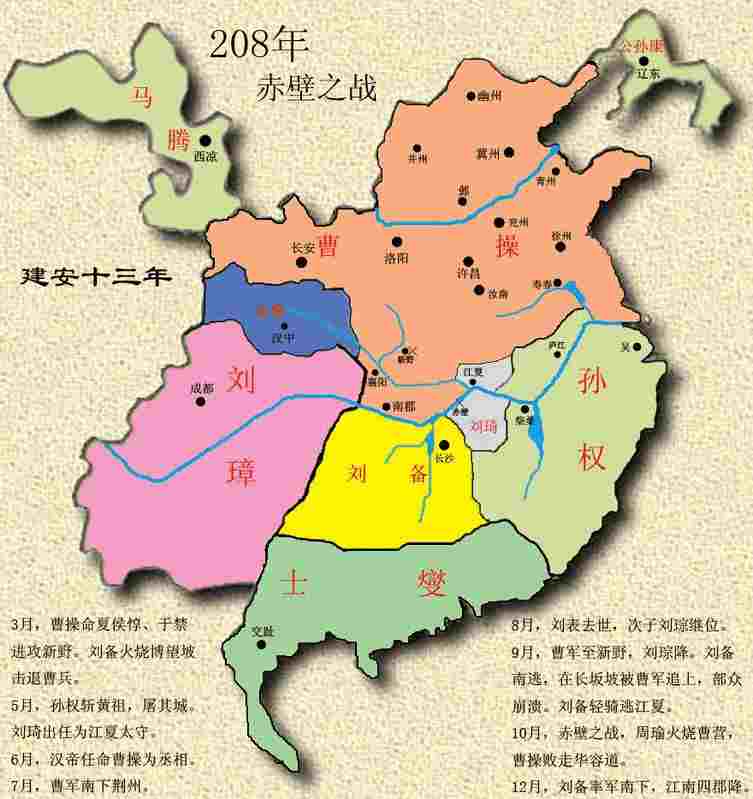 208年
赤壁之战
建安十三年
公孙康
辽东
马
腾
西凉
幽州
并州
冀州
青州
邺
兖州
徐州
曹
操
长安
洛阳
许昌
汝南
寿春
汉中
新野
襄阳
南郡
江夏
赤壁
刘琦
柴桑
庐江
吴
孙
权
成都
刘
璋
刘
备
长沙
士
燮
交趾
3月，曹操命夏侯惇、于禁
进攻新野。刘备火烧博望坡
击退曹兵。
5月，孙权斩黄祖，屠其城。
刘琦出任为江夏太守。
6月，汉帝任命曹操为丞相。
7月，曹军南下荆州。
8月，刘表去世，次子刘琮继位。
9月，曹军至新野，刘琮降。刘备
南逃，在长坂坡被曹军追上，部众
崩溃。刘备轻骑逃江夏。
10月，赤壁之战，周瑜火烧曹营，
曹操败走华容道。
12月，刘备率军南下，江南四郡降。